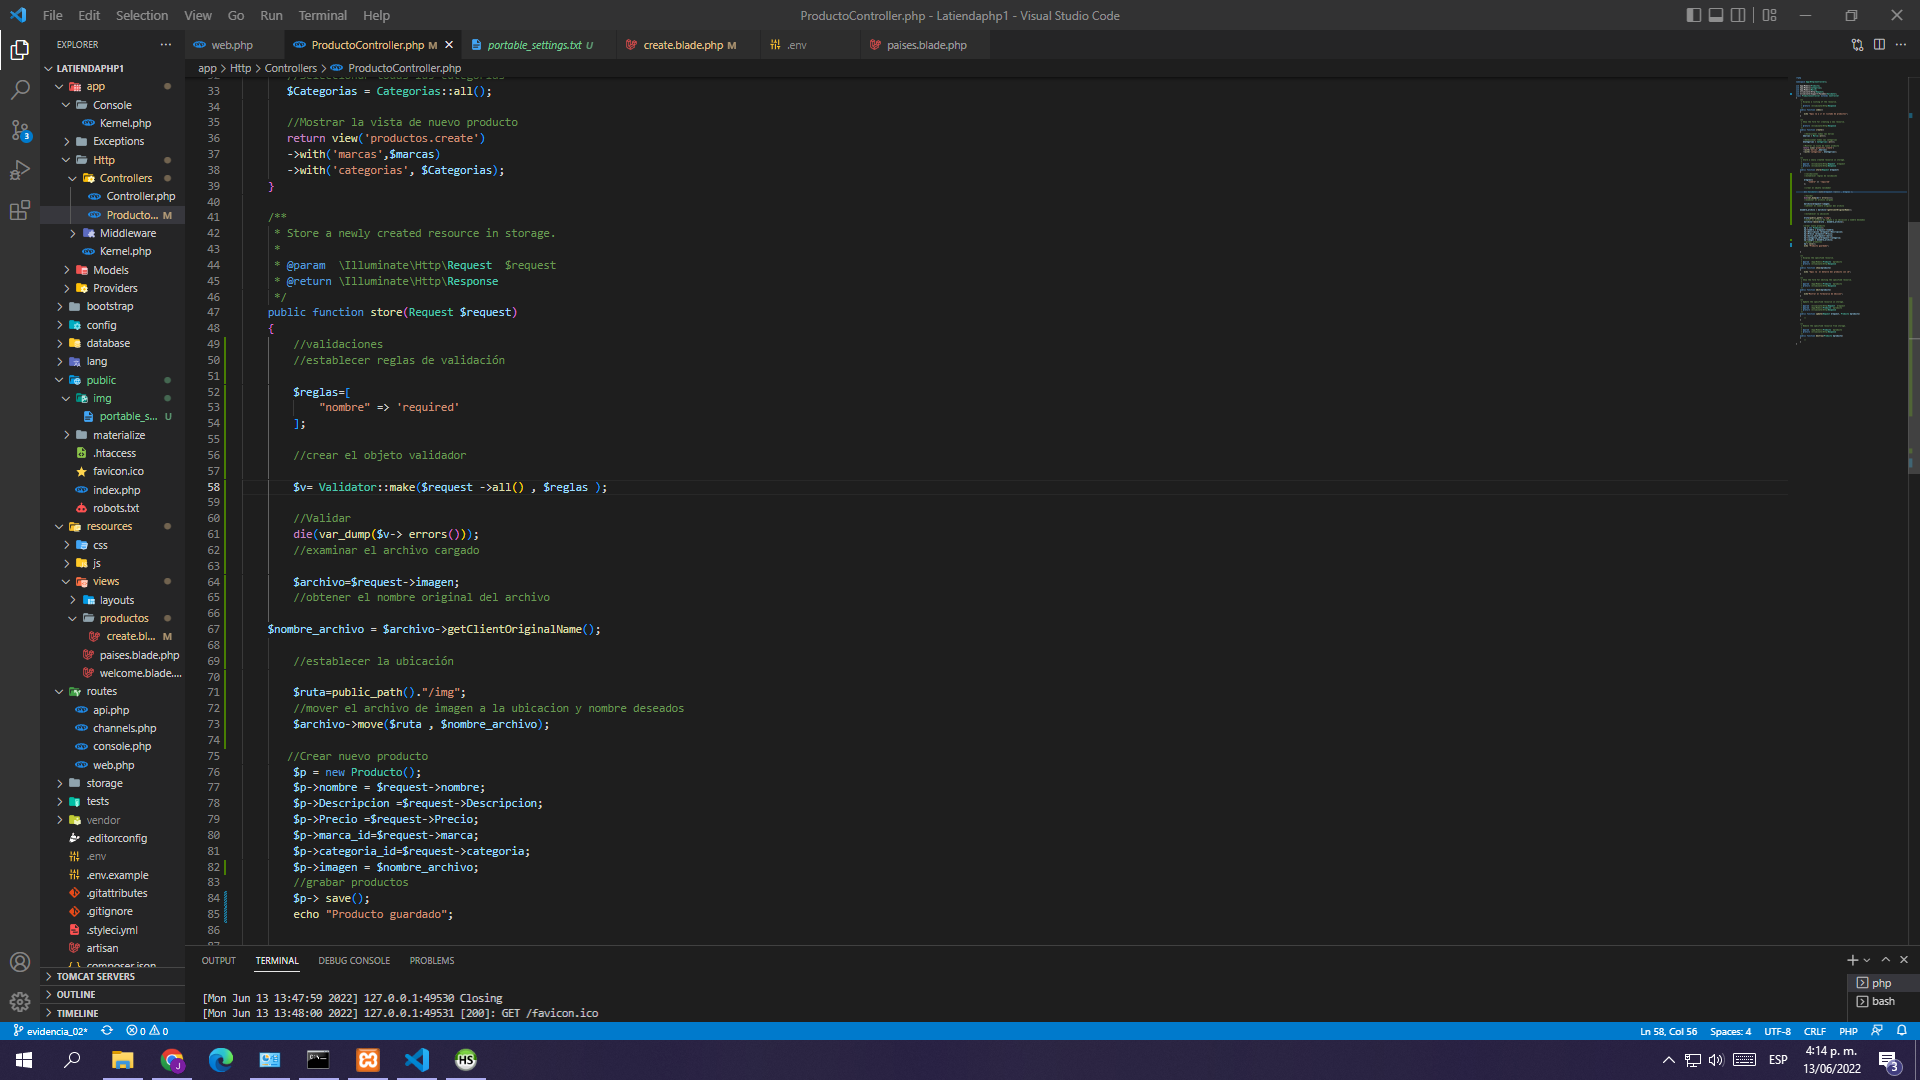 File Edit Selection View Go Run Terminal Help
ProductoController.php - Latiendaphp1 - Visual Studio Code
EXPLORER
LATIENDAPHP1
app
Console
Kernel.php
Exceptions
Http
Controllers
Controller.php
Producto... M
Middleware
Kernel.php
Models
Providers
bootstrap
config
database
lang
public
img
portable_s... U
materialize
.htaccess
favicon.ico
index.php
robots.txt
resources
css
js
views
layouts
productos
create.bl... M
paises.blade.php
welcome.blade....
routes
api.php
channels.php
console.php
web.php
storage
tests
vendor
.editorconfig
.env
.env.example
.gitattributes
.gitignore
.styleci.yml
artisan
composer.json
TOMCAT SERVERS
OUTLINE
TIMELINE
web.php
ProductoController.php M
portable_settings.txt U
create.blade.php M
.env
paises.blade.php
app > Http > Controllers > ProductoController.php
33 $Categorias = Categorias::all();
34
35 //Mostrar la vista de nuevo producto
36 return view('productos.create')
37 ->with('marcas',$marcas)
38 ->with('categorias', $Categorias);
39 }
40
41 /**
42 * Store a newly created resource in storage.
43 *
44 * @param \Illuminate\Http\Request $request
45 * @return \Illuminate\Http\Response
46 */
47 public function store(Request $request)
48 {
49 //validaciones
50 //establecer reglas de validación
51
52 $reglas=[
53 "nombre" => 'required'
54 ];
55
56 //crear el objeto validador
57
58 $v= Validator::make($request ->all() , $reglas );
59
60 //Validar
61 die(var_dump($v-> errors()));
62 //examinar el archivo cargado
63
64 $archivo=$request->imagen;
65 //obtener el nombre original del archivo
66
67 $nombre_archivo = $archivo->getClientOriginalName();
68
69 //establecer la ubicación
70
71 $ruta=public_path()."/img";
72 //mover el archivo de imagen a la ubicacion y nombre deseados
73 $archivo->move($ruta , $nombre_archivo);
74
75 //Crear nuevo producto
76 $p = new Producto();
77 $p->nombre = $request->nombre;
78 $p->Descripcion =$request->Descripcion;
79 $p->Precio =$request->Precio;
80 $p->marca_id=$request->marca;
81 $p->categoria_id=$request->categoria;
82 $p->imagen = $nombre_archivo;
83 //grabar productos
84 $p-> save();
85 echo "Producto guardado";
86
87
OUTPUT TERMINAL DEBUG CONSOLE PROBLEMS
[Mon Jun 13 13:47:59 2022] 127.0.0.1:49530 Closing
[Mon Jun 13 13:48:00 2022] 127.0.0.1:49531 [200]: GET /favicon.ico
php
bash
evidencia_02* 0 0
Ln 58, Col 56 Spaces: 4 UTF-8 CRLF PHP
ESP
4:14 p. m.
13/06/2022
3